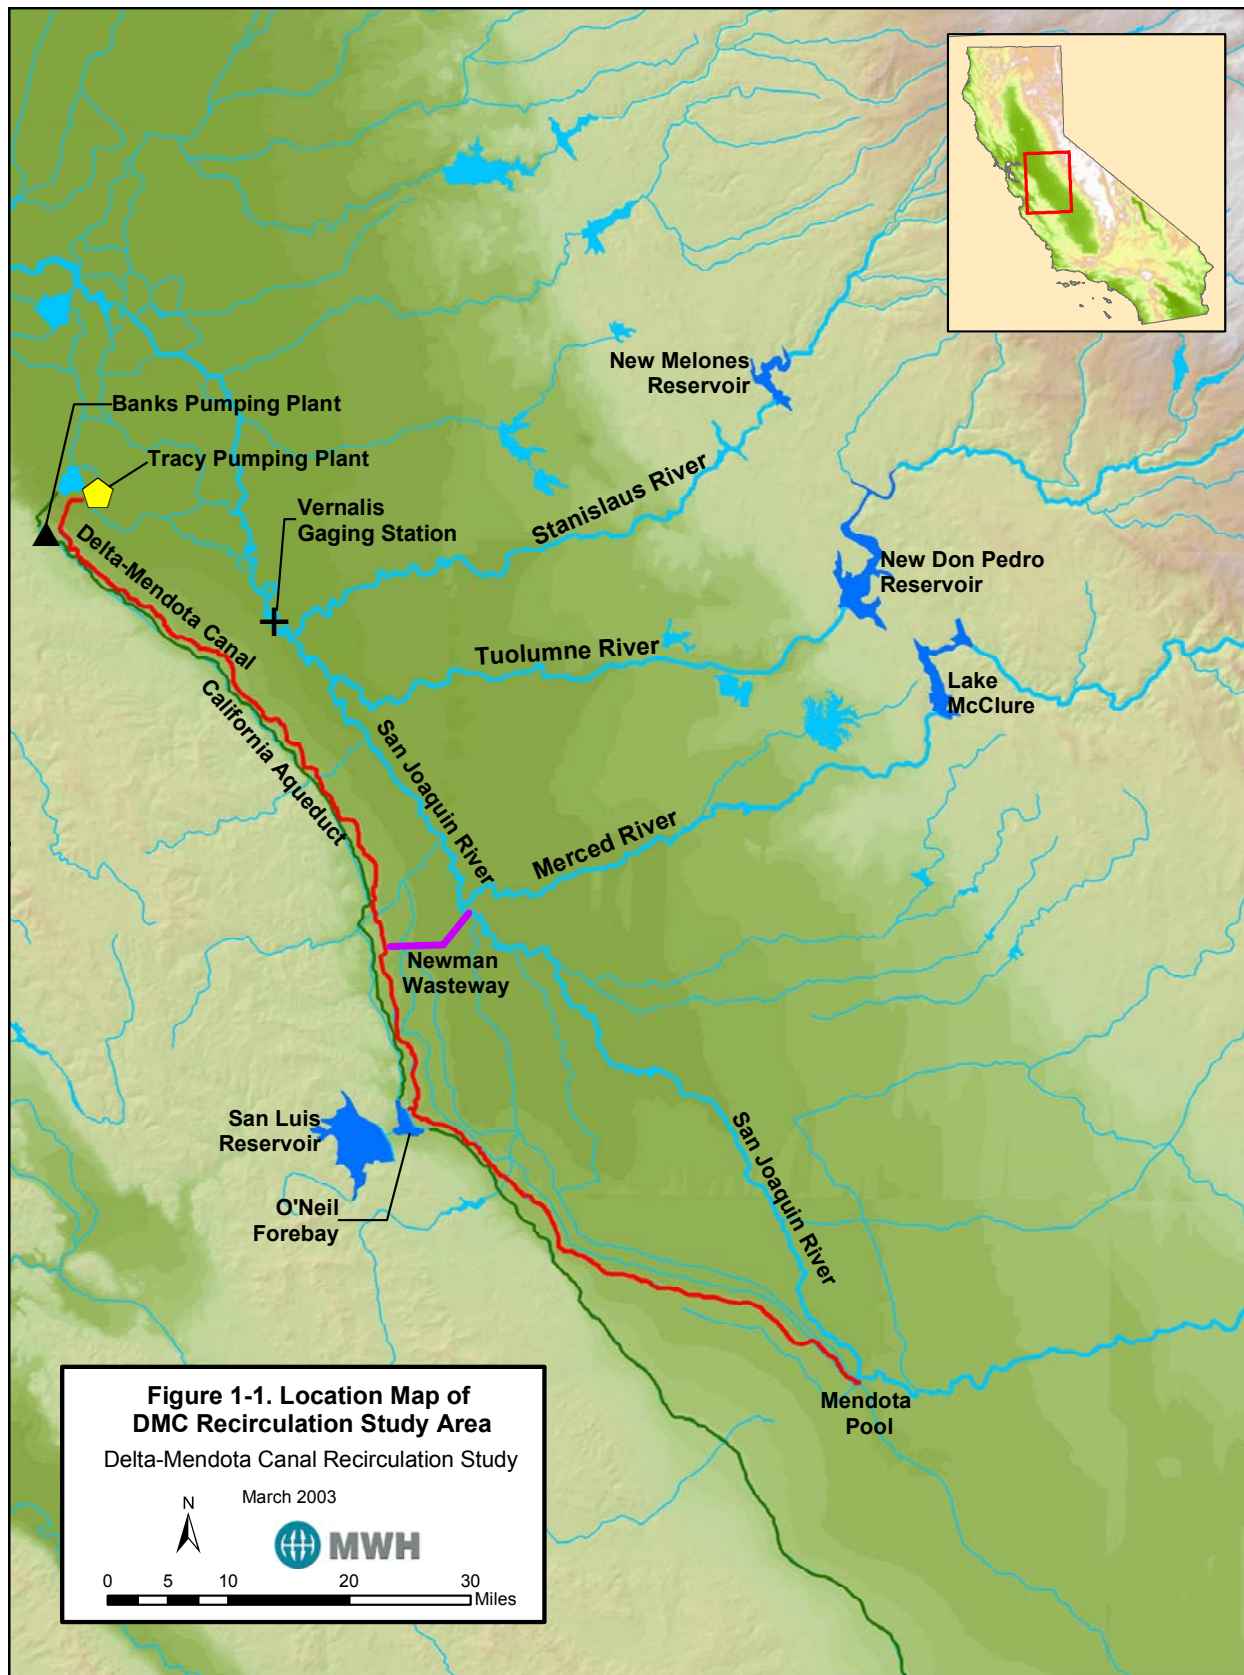 New Melones
Reservoir
Banks Pumping Plant
Tracy Pumping Plant
Vernalis
Gaging Station
Stanislaus River
Delta-Mendota Canal
New Don Pedro
Reservoir
Tuolumne River
Lake
McClure
California Aqueduct
San Joaquin River
Merced River
Newman
Wasteway
San Luis
Reservoir
O'Neil
Forebay
San Joaquin River
Mendota
Pool
Figure 1-1. Location Map of
DMC Recirculation Study Area
Delta-Mendota Canal Recirculation Study
March 2003
N
MWH
0 5 10 20 30
Miles